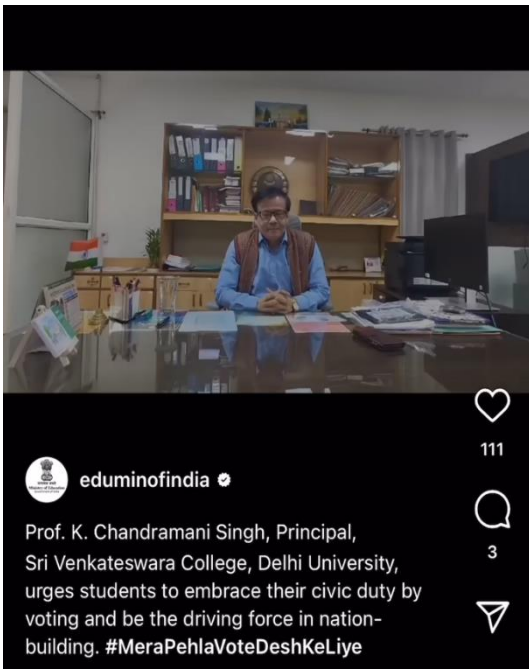 111
eduminofindia
Prof. K. Chandramani Singh, Principal,
Sri Venkateswara College, Delhi University,
3
urges students to embrace their civic duty by
voting and be the driving force in nation-
building. #MeraPehlaVoteDeshKeLiye